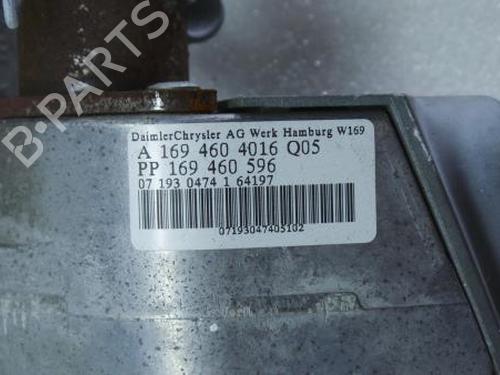 B-PARTS
DaimlerChrysler AG Werk Hamburg W169
A 169 460 4016 Q05
PP 169 460 596
07 193 0474 1 64197
07193047405102